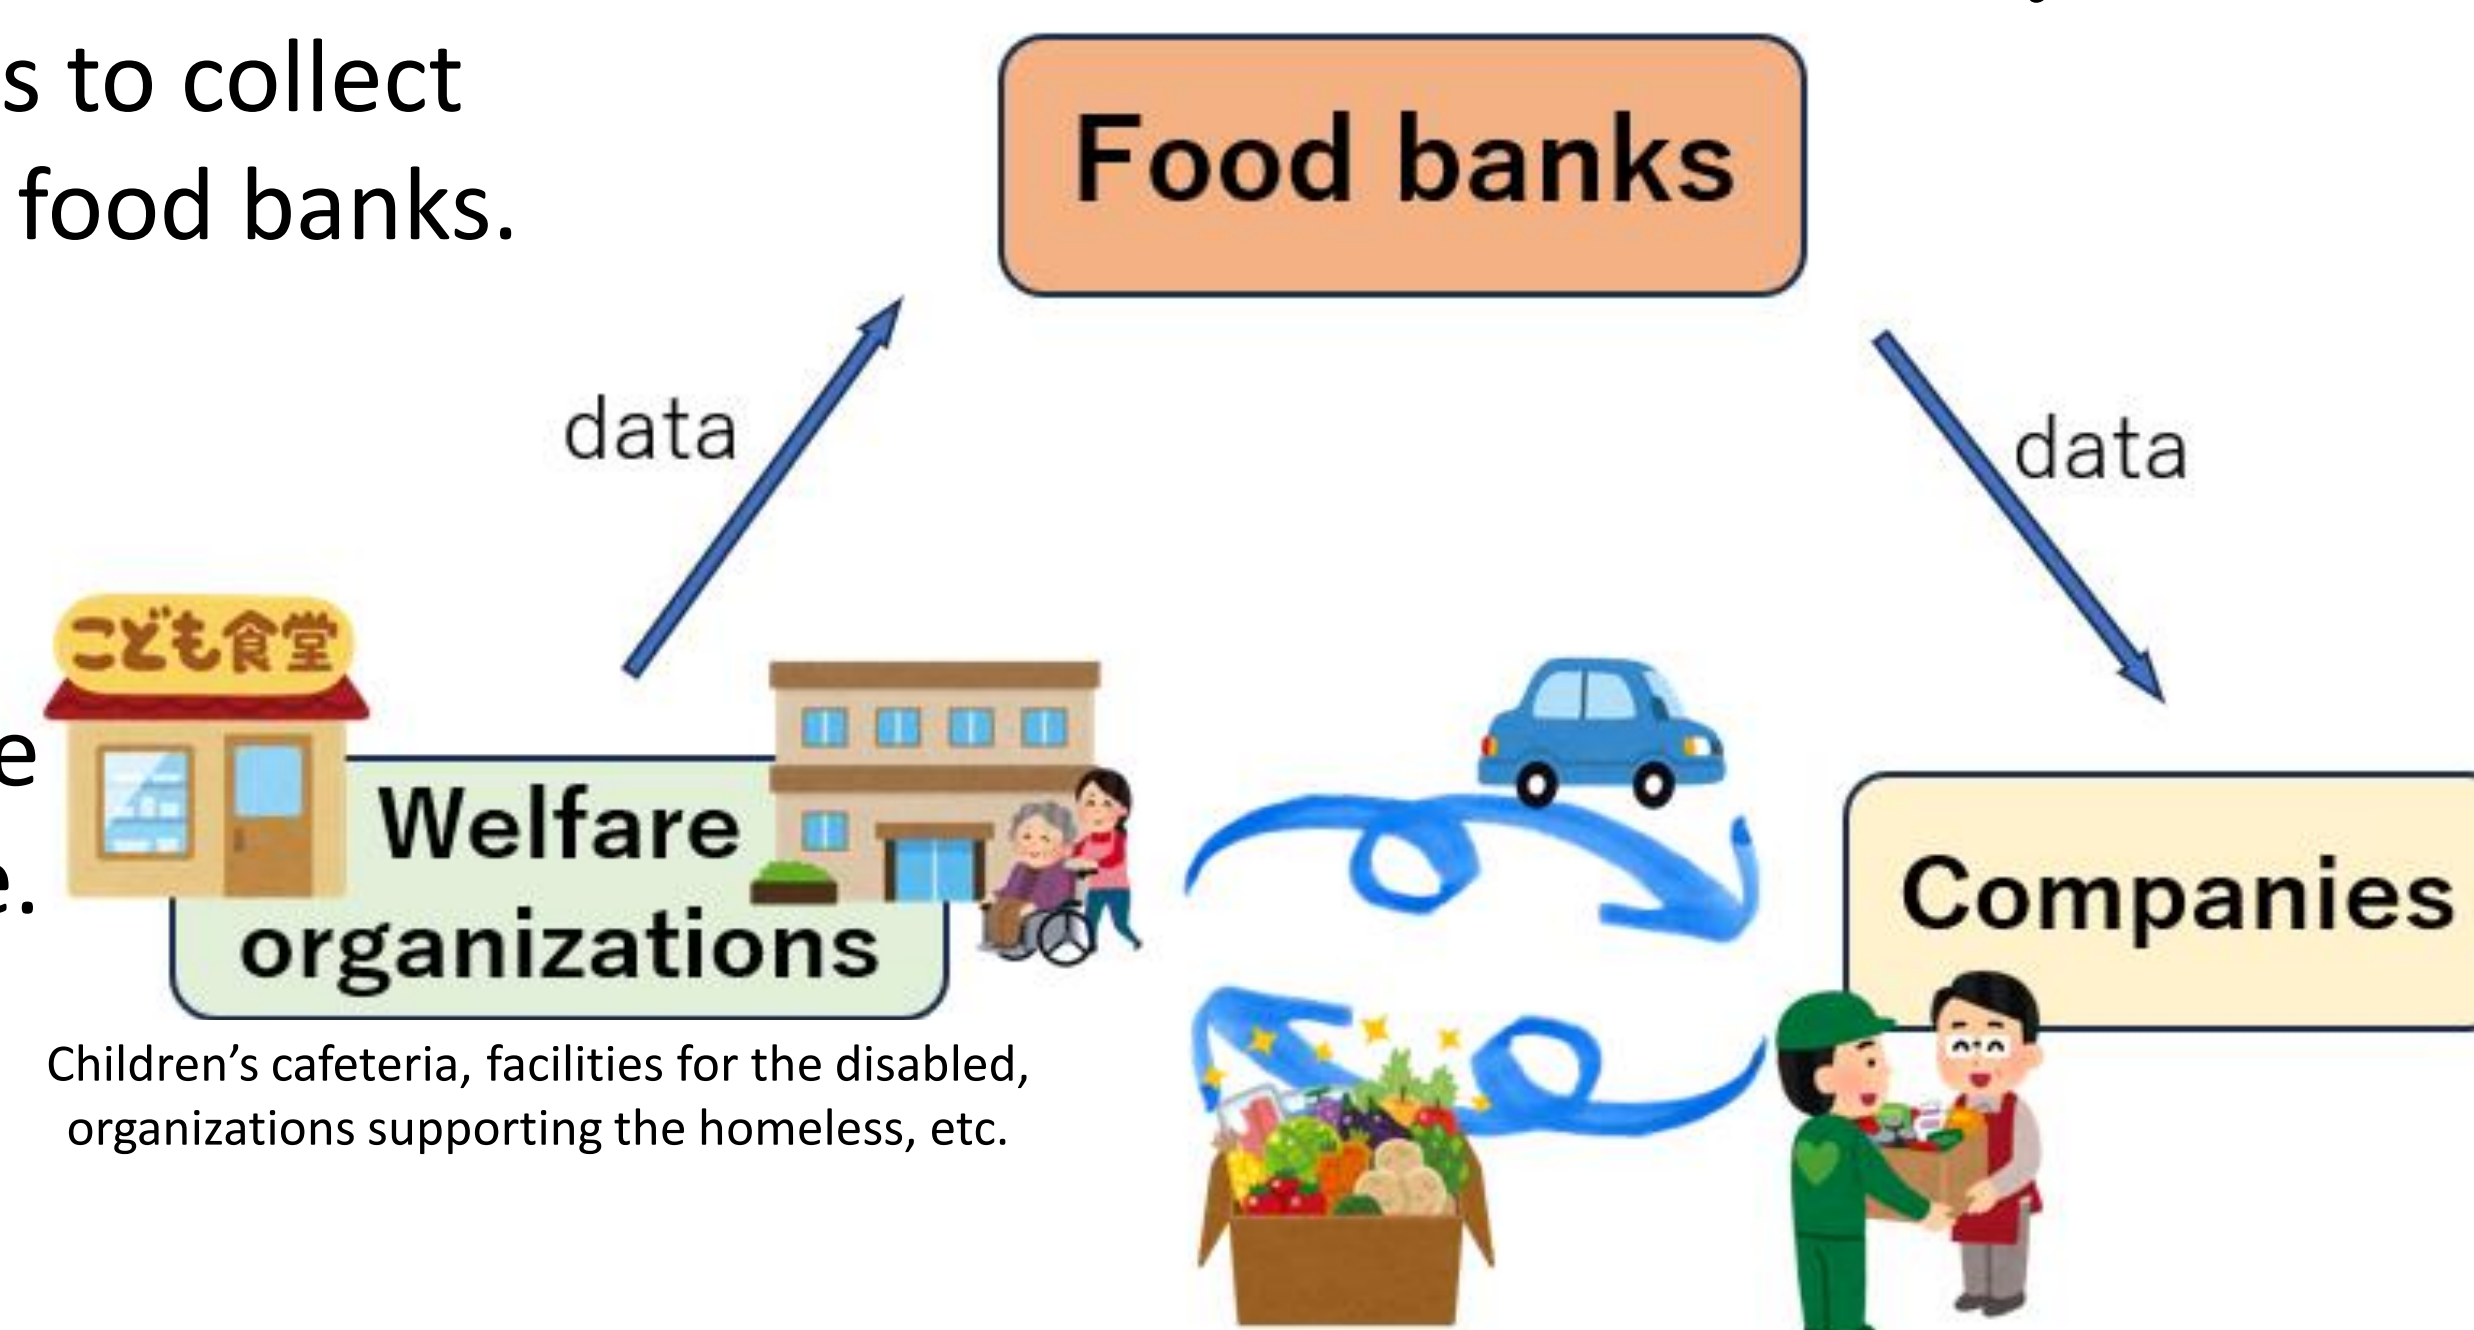 s to collect
food banks.
Food banks
data
data
こども食堂
e
e.
Welfare
organizations
Companies
Children’s cafeteria, facilities for the disabled,
organizations supporting the homeless, etc.